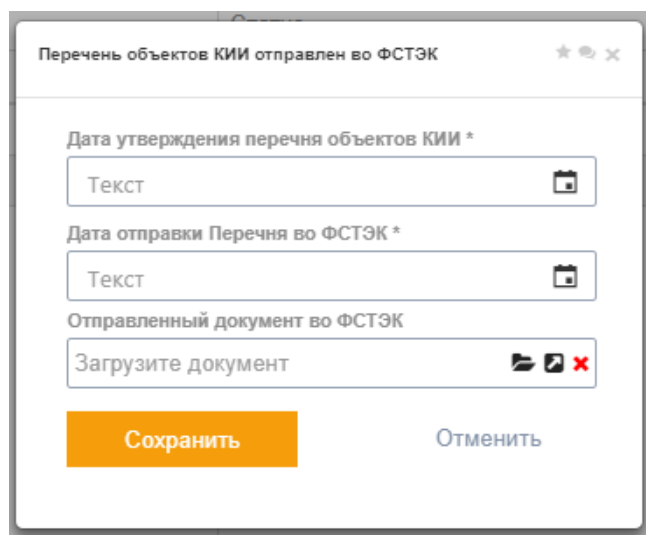 Перечень объектов КИИ отправлен во ФСТЭК
Дата утверждения перечня объектов КИИ *
Текст
Дата отправки Перечня во ФСТЭК *
Текст
Отправленный документ во ФСТЭК
Загрузите документ
Сохранить
Отменить